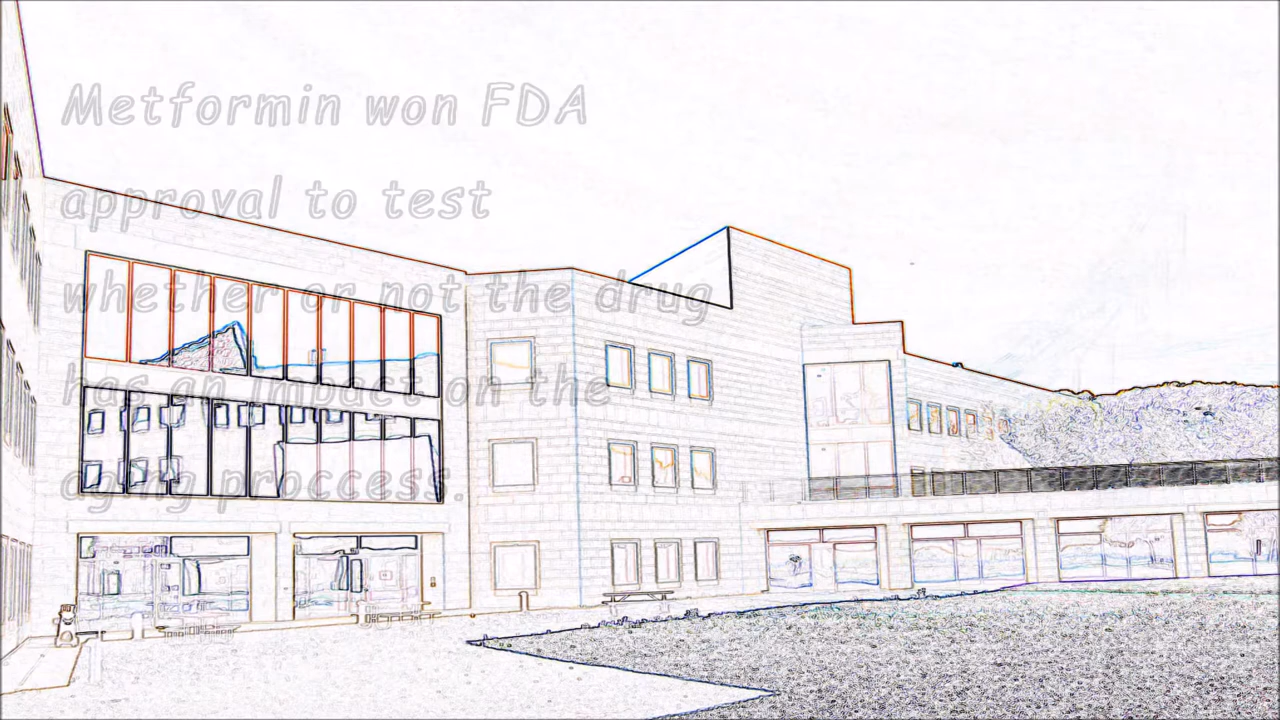 Metformin won FDA
approval to test
whether or not the drug
has an impact on the
aging proccess.